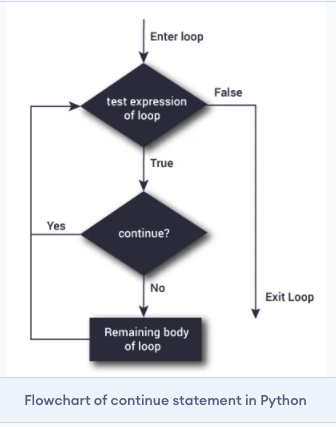 Enter loop
test expression
of loop
False
True
Yes
continue?
No
Exit Loop
Remaining body
of loop
Flowchart of continue statement in Python